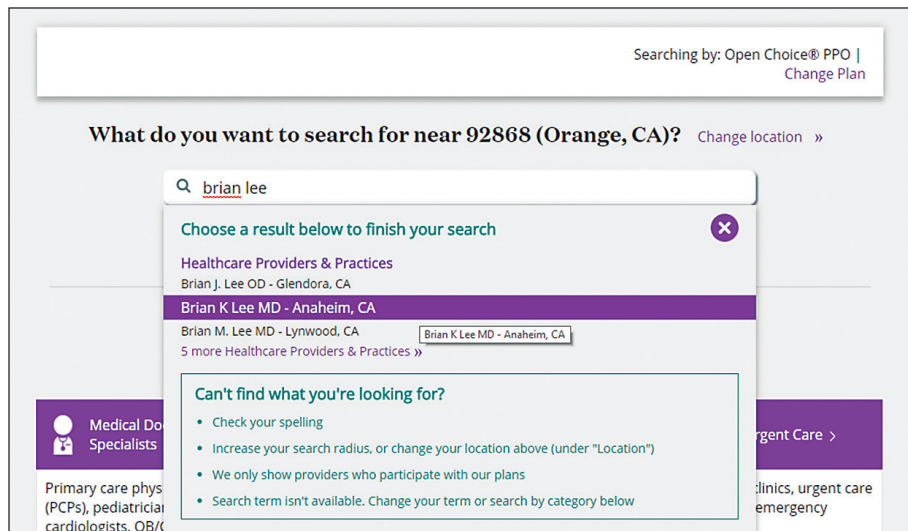 Searching by: Open Choice® PPO |
Change Plan
What do you want to search for near 92868 (Orange, CA)? Change location »
brian lee
Choose a result below to finish your search
Healthcare Providers & Practices
Brian J. Lee OD - Glendora, CA
Brian K Lee MD - Anaheim, CA
Brian M. Lee MD - Lynwood, CA
Brian K Lee MD - Anaheim, CA
5 more Healthcare Providers & Practices »
Can't find what you're looking for?
• Check your spelling
• Increase your search radius, or change your location above (under "Location")
• We only show providers who participate with our plans
• Search term isn't available. Change your term or search by category below
Medical Do
Specialists
rgent Care >
Primary care phys
(PCPs), pediatricia
cardiologists, OB/
clinics, urgent care
emergency